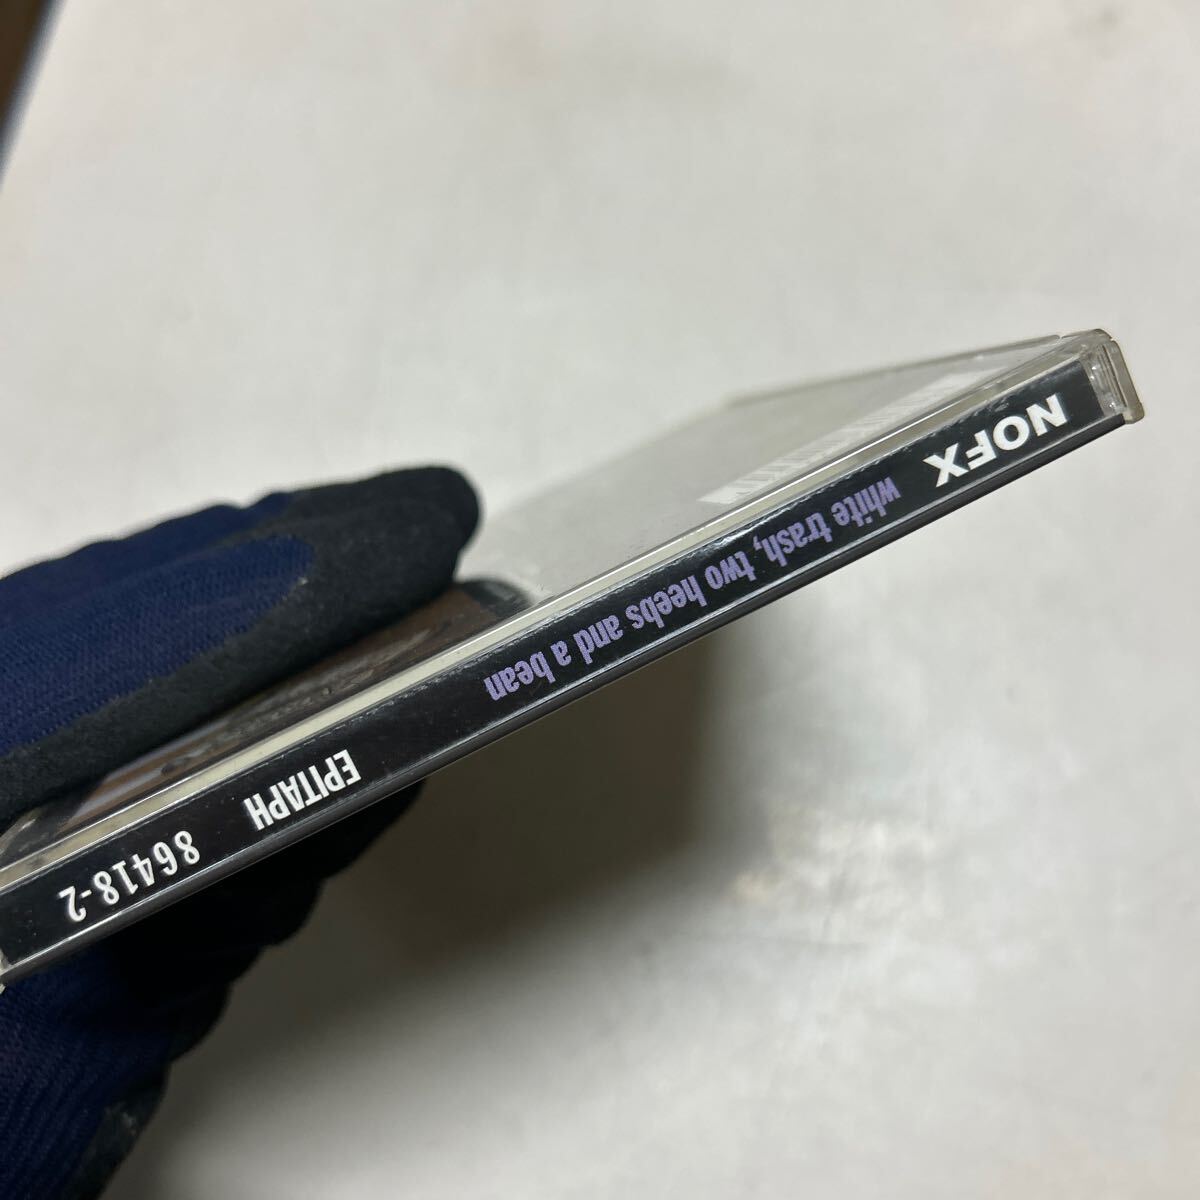 NOFX
white trash, two heebs and a bean
EPITAPH
86418-2